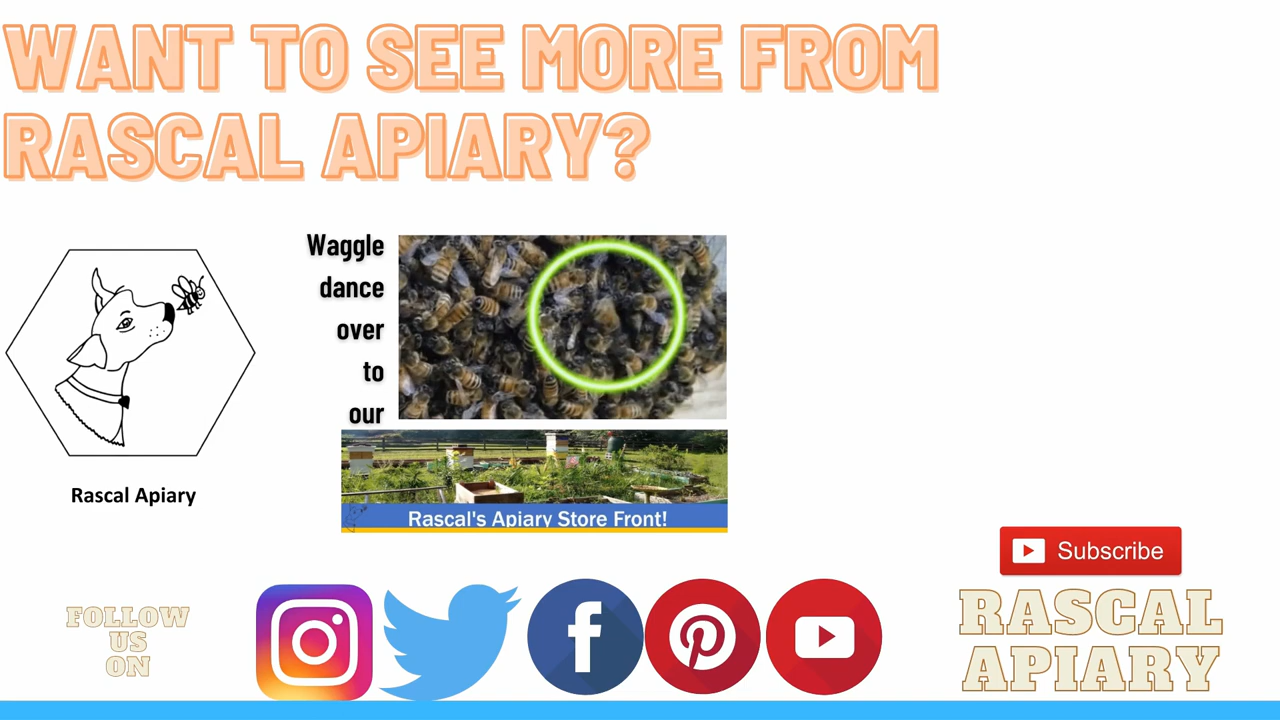 WANT TO SEE MORE FROM
RASCAL APIARY?
Waggle
dance
over
to
our
Rascal Apiary
Rascal's Apiary Store Front!
Subscribe
FOLLOW
US
ON
RASCAL
APIARY